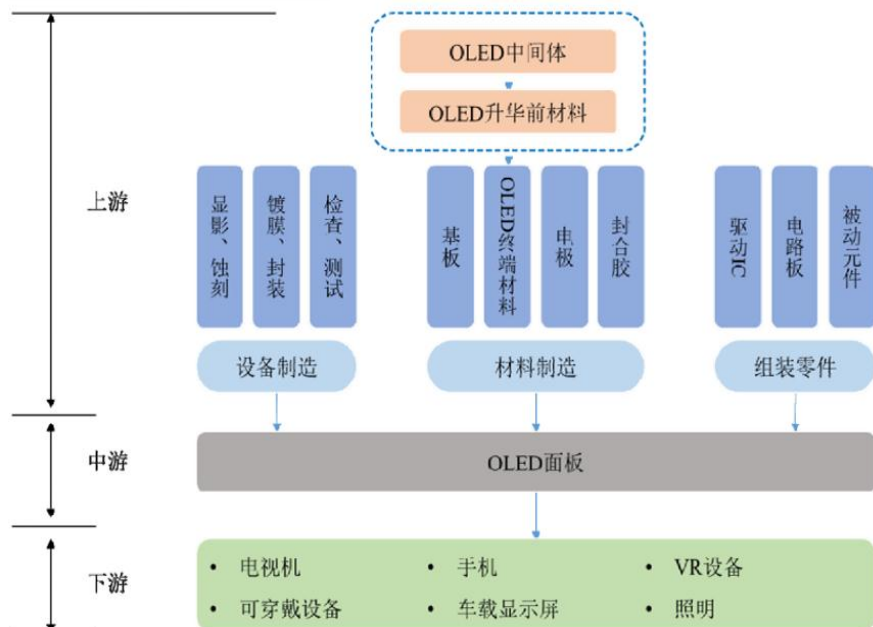 OLED中间体
OLED升华前材料
上游
显影、蚀刻
镀膜、封装
检查、测试
基板
OLED终端材料
电极
封合胶
驱动IC
电路板
被动元件
设备制造
材料制造
组装零件
中游
OLED面板
下游
• 电视机
• 手机
• VR设备
• 可穿戴设备
• 车载显示屏
• 照明